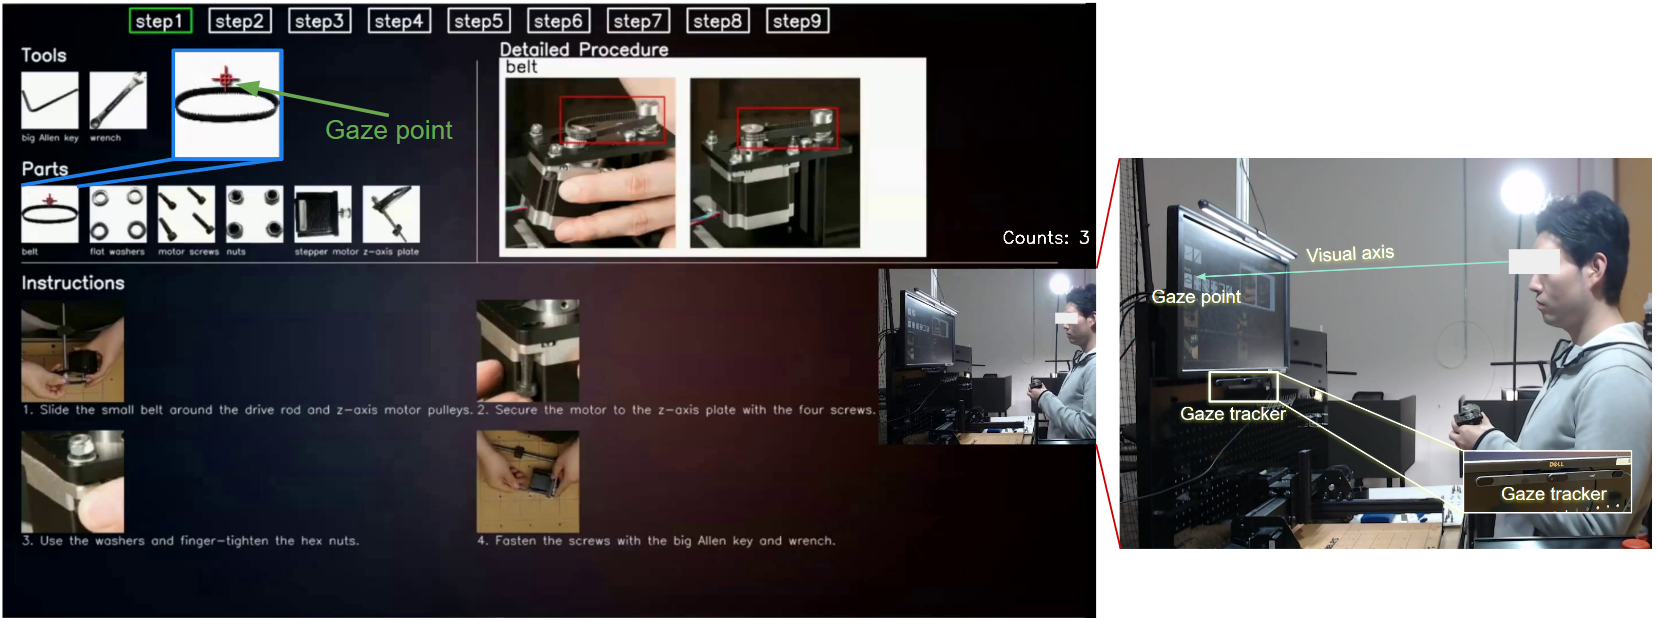 step1 step2 step3 step4 step5 step6 step7 step8 step9
Tools
big Allen key wrench
Gaze point
Parts
belt flat washers motor screws nuts stepper motor z-axis plate
Detailed Procedure
belt
Counts: 3
Instructions
1. Slide the small belt around the drive rod and z-axis motor pulleys.
2. Secure the motor to the z-axis plate with the four screws.
3. Use the washers and finger-tighten the hex nuts.
4. Fasten the screws with the big Allen key and wrench.
Visual axis
Gaze point
Gaze tracker
DELL
Gaze tracker